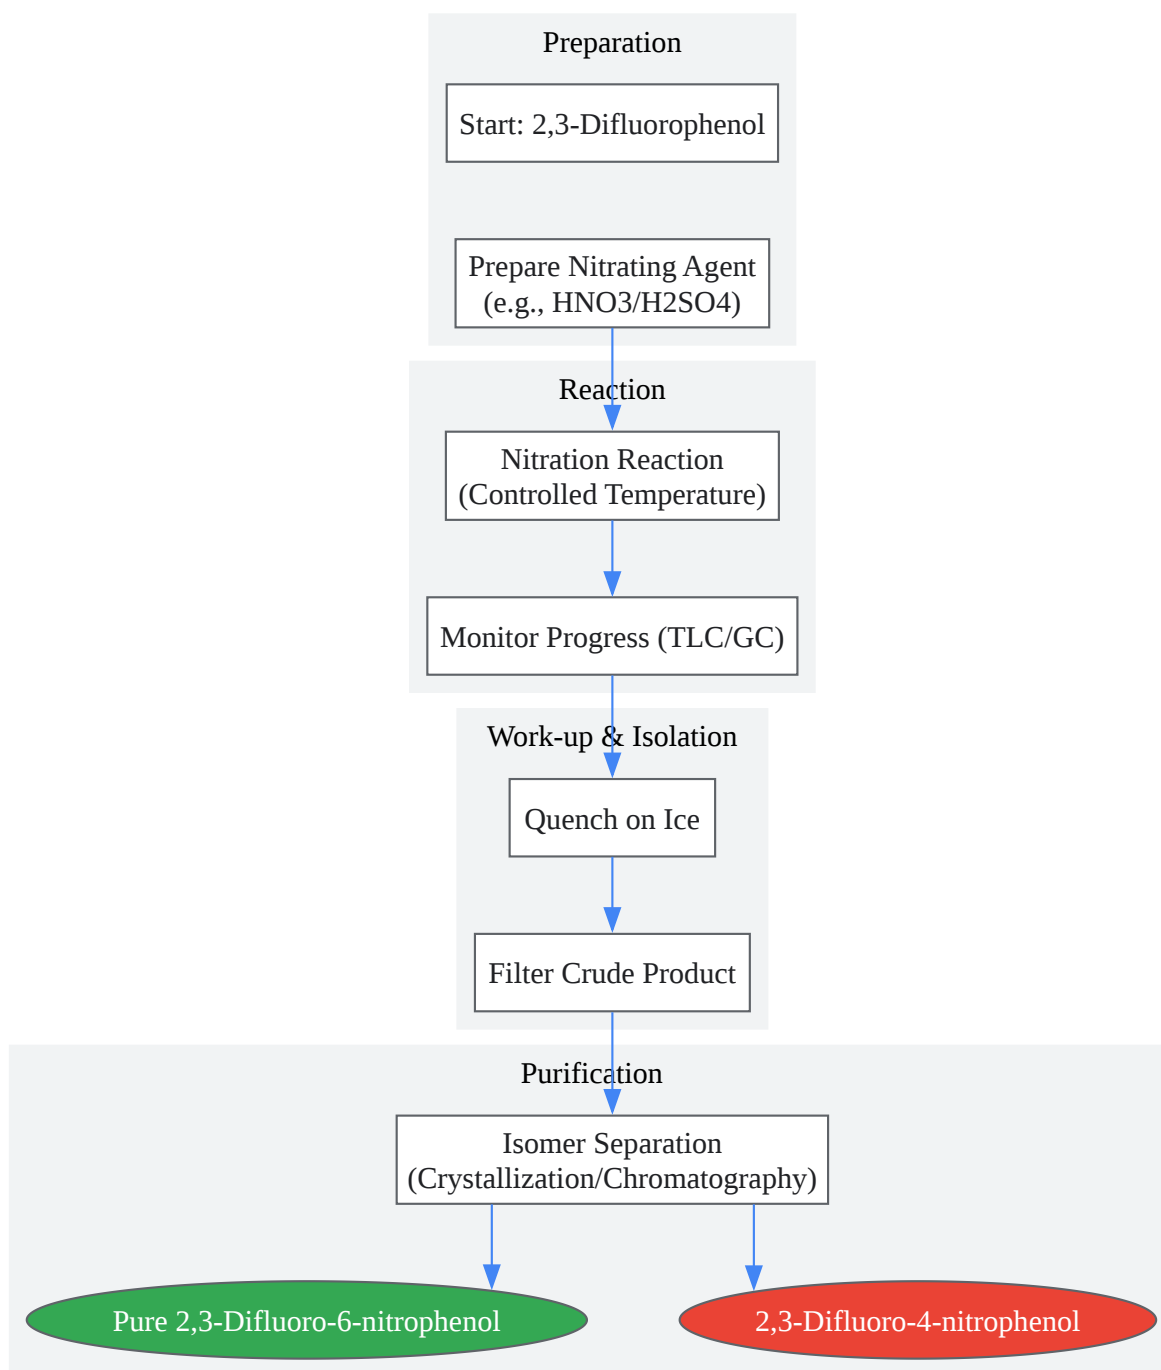 Preparation
Start: 2,3-Difluorophenol
Prepare Nitrating Agent
(e.g., HNO3/H2SO4)
Reaction
Nitration Reaction
(Controlled Temperature)
Monitor Progress (TLC/GC)
Work-up & Isolation
Quench on Ice
Filter Crude Product
Purification
Isomer Separation
(Crystallization/Chromatography)
Pure 2,3-Difluoro-6-nitrophenol
2,3-Difluoro-4-nitrophenol